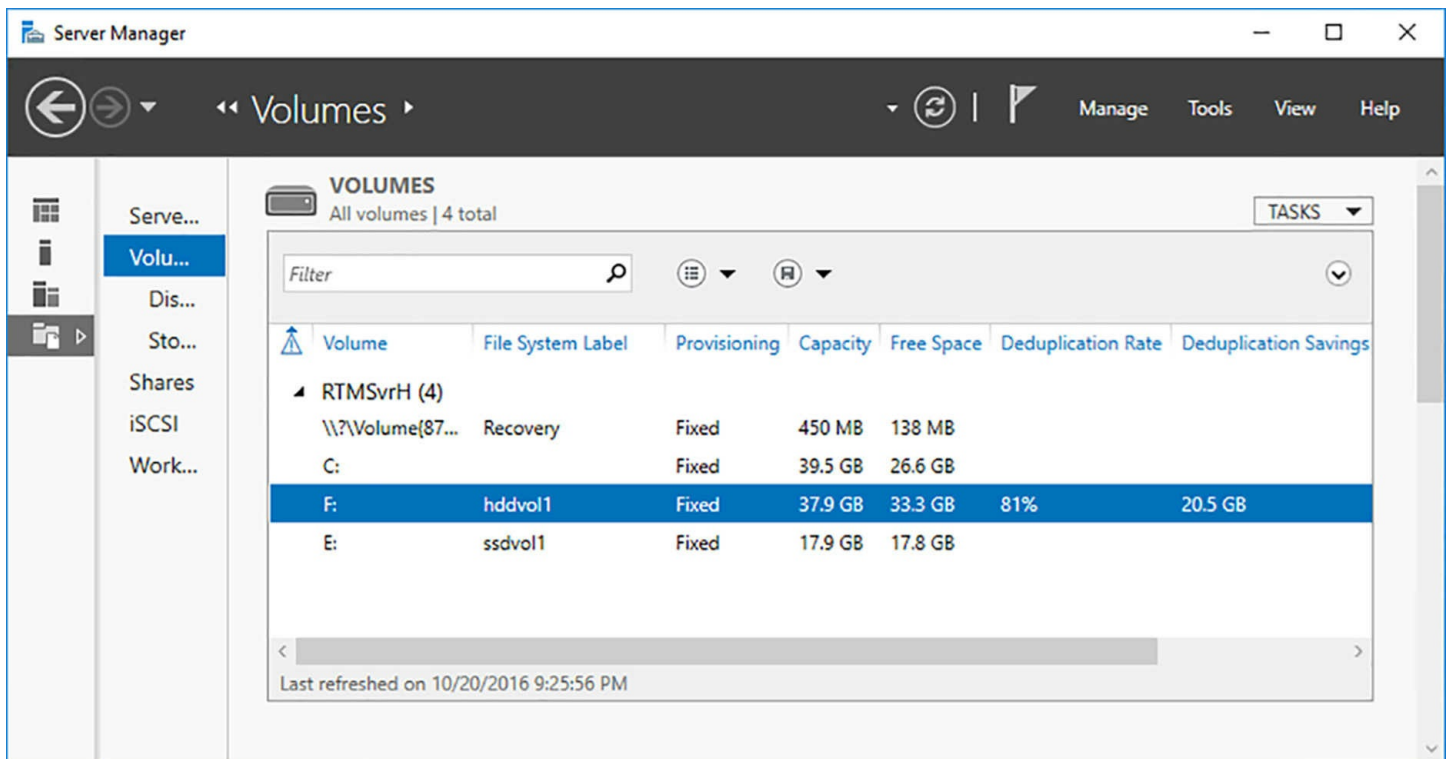 Server Manager
Volumes
Manage Tools View Help
Serve...
Volu...
Dis...
Sto...
Shares
iSCSI
Work...
VOLUMES
All volumes | 4 total
TASKS
Filter
Volume File System Label Provisioning Capacity Free Space Deduplication Rate Deduplication Savings
RTMSvrH (4)
\\?\Volume{87... Recovery Fixed 450 MB 138 MB
C: Fixed 39.5 GB 26.6 GB
F: hddvol1 Fixed 37.9 GB 33.3 GB 81% 20.5 GB
E: ssdvol1 Fixed 17.9 GB 17.8 GB
Last refreshed on 10/20/2016 9:25:56 PM